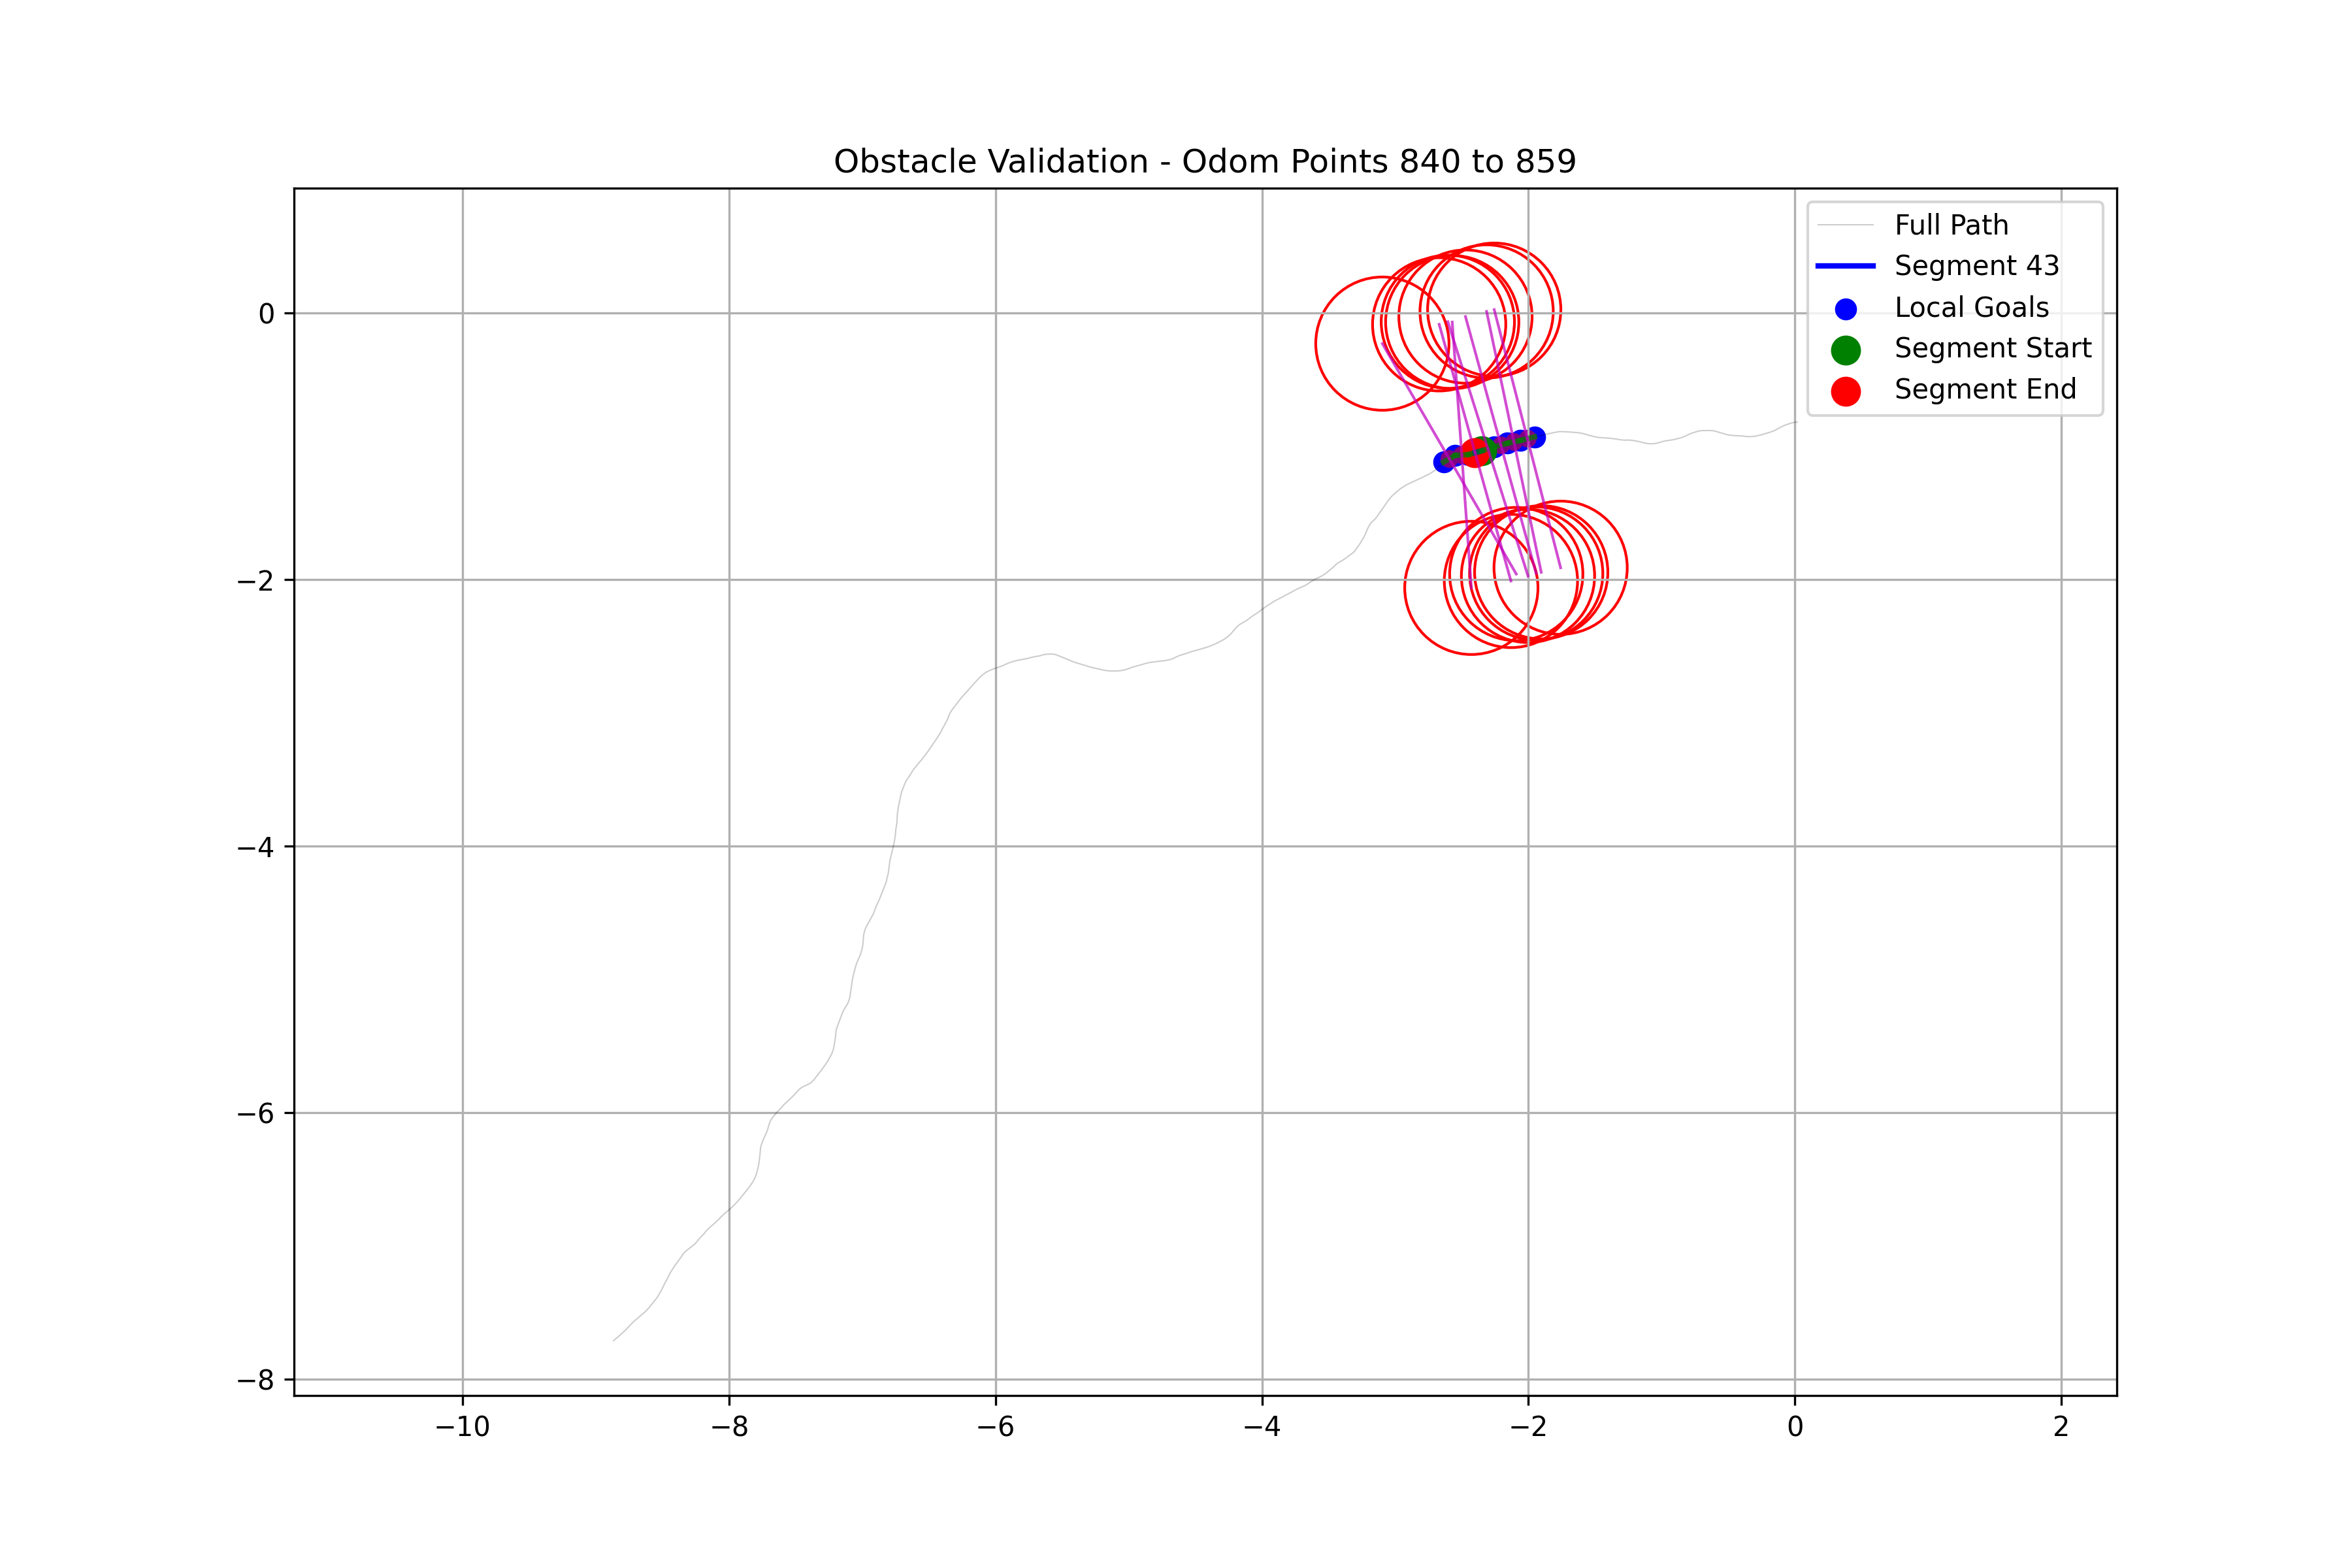 Obstacle Validation - Odom Points 840 to 859
Full Path
Segment 43
Local Goals
Segment Start
Segment End
0
−2
−4
−6
−8
−10
−8
−6
−4
−2
0
2